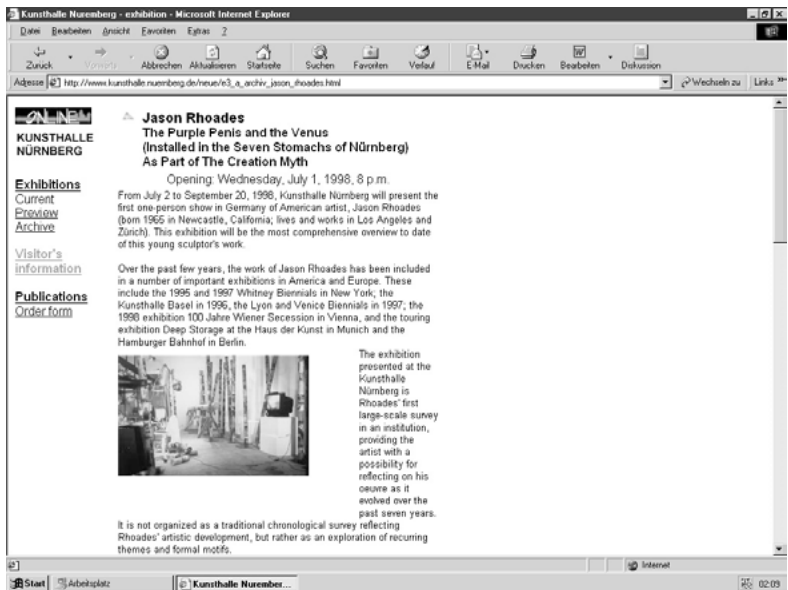 Kunsthalle Nuremberg - exhibition - Microsoft Internet Explorer
Datei Bearbeiten Ansicht Favoriten Extras ?
Zurück Vorwärts Abbrechen Aktualisieren Startseite Suchen Favoriten Verlauf E-Mail Drucken Bearbeiten Diskussion
Adresse http://www.kunsthalle.nuernberg.de/neue/e3_a_archiv_jason_rhoades.html Wechseln zu Links »
ONLINE
KUNSTHALLE
NÜRNBERG
Exhibitions
Current
Preview
Archive
Visitor's
information
Publications
Order form
Jason Rhoades
The Purple Penis and the Venus
(Installed in the Seven Stomachs of Nürnberg)
As Part of The Creation Myth
Opening: Wednesday, July 1, 1998, 8 p.m.
From July 2 to September 20, 1998, Kunsthalle Nürnberg will present the
first one-person show in Germany of American artist, Jason Rhoades
(born 1965 in Newcastle, California; lives and works in Los Angeles and
Zürich). This exhibition will be the most comprehensive overview to date
of this young sculptor's work.
Over the past few years, the work of Jason Rhoades has been included
in a number of important exhibitions in America and Europe. These
include the 1995 and 1997 Whitney Biennials in New York; the
Kunsthalle Basel in 1996, the Lyon and Venice Biennials in 1997; the
1998 exhibition 100 Jahre Wiener Secession in Vienna, and the touring
exhibition Deep Storage at the Haus der Kunst in Munich and the
Hamburger Bahnhof in Berlin.
The exhibition
presented at the
Kunsthalle
Nürnberg is
Rhoades' first
large-scale survey
in an institution,
providing the
artist with a
possibility for
reflecting on his
oeuvre as it
evolved over the
past seven years.
It is not organized as a traditional chronological survey reflecting
Rhoades' artistic development, but rather as an exploration of recurring
themes and formal motifs.
Internet
Start Arbeitsplatz Kunsthalle Nurember... 02:09